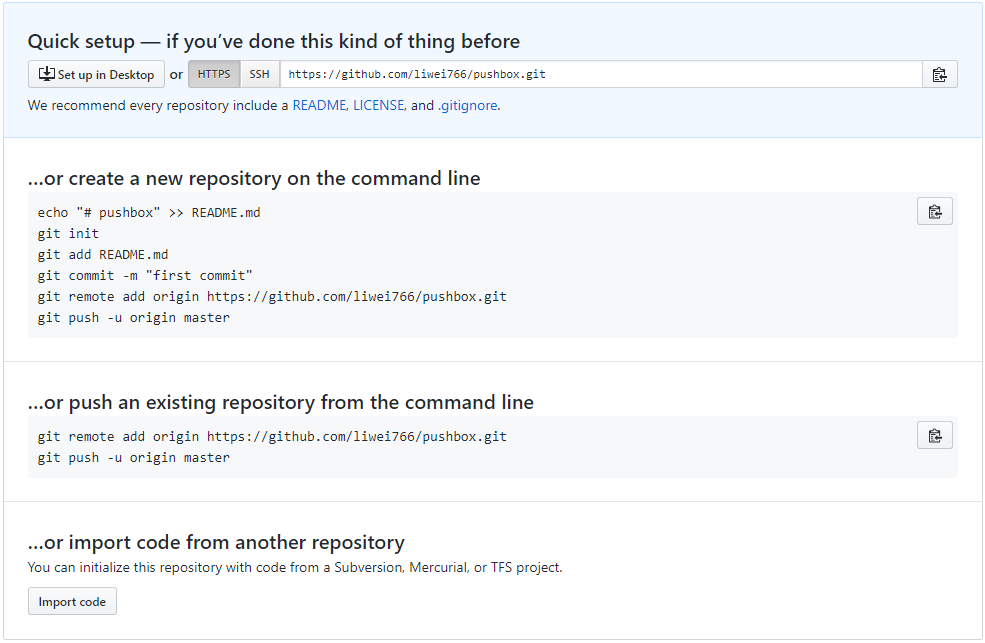 Quick setup — if you’ve done this kind of thing before
Set up in Desktop or HTTPS SSH https://github.com/liwei766/pushbox.git
We recommend every repository include a README, LICENSE, and .gitignore.
…or create a new repository on the command line
echo "# pushbox" >> README.md
git init
git add README.md
git commit -m "first commit"
git remote add origin https://github.com/liwei766/pushbox.git
git push -u origin master
…or push an existing repository from the command line
git remote add origin https://github.com/liwei766/pushbox.git
git push -u origin master
…or import code from another repository
You can initialize this repository with code from a Subversion, Mercurial, or TFS project.
Import code